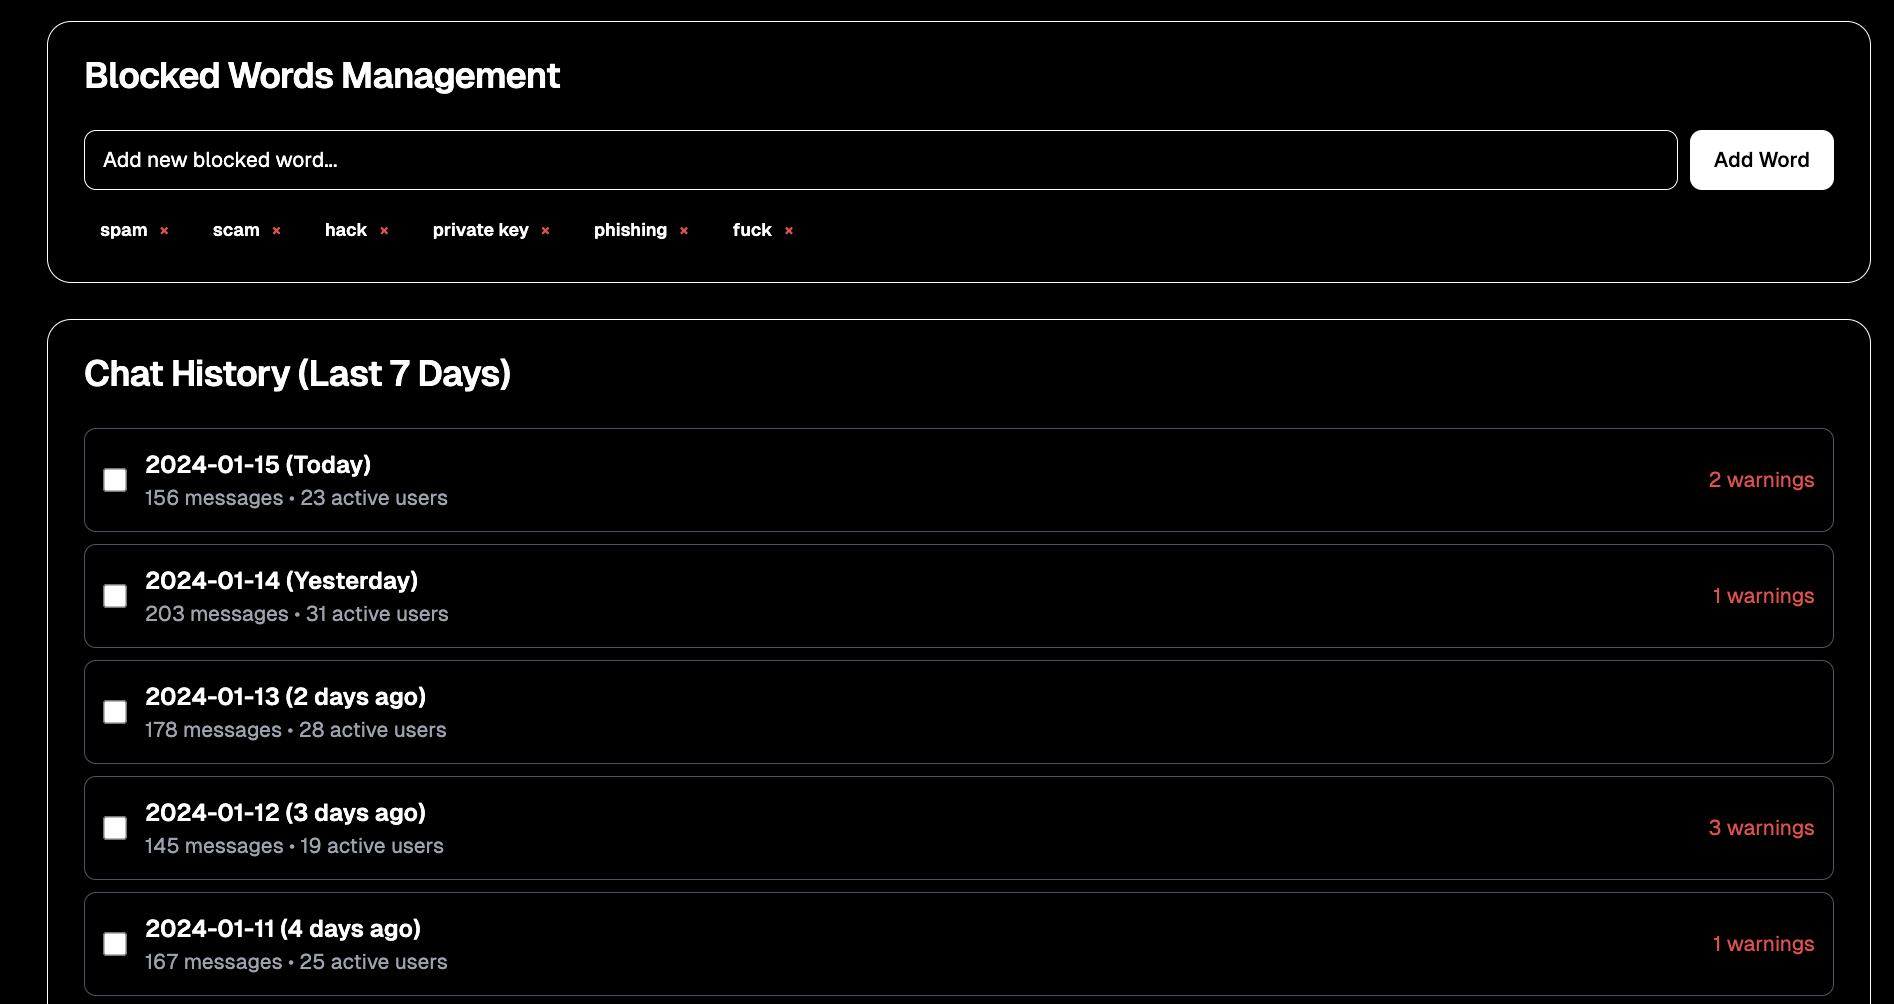 Blocked Words Management
Add new blocked word...
Add Word
spam × scam × hack × private key × phishing × fuck ×
Chat History (Last 7 Days)
2024-01-15 (Today)
156 messages • 23 active users
2 warnings
2024-01-14 (Yesterday)
203 messages • 31 active users
1 warnings
2024-01-13 (2 days ago)
178 messages • 28 active users
2024-01-12 (3 days ago)
145 messages • 19 active users
3 warnings
2024-01-11 (4 days ago)
167 messages • 25 active users
1 warnings